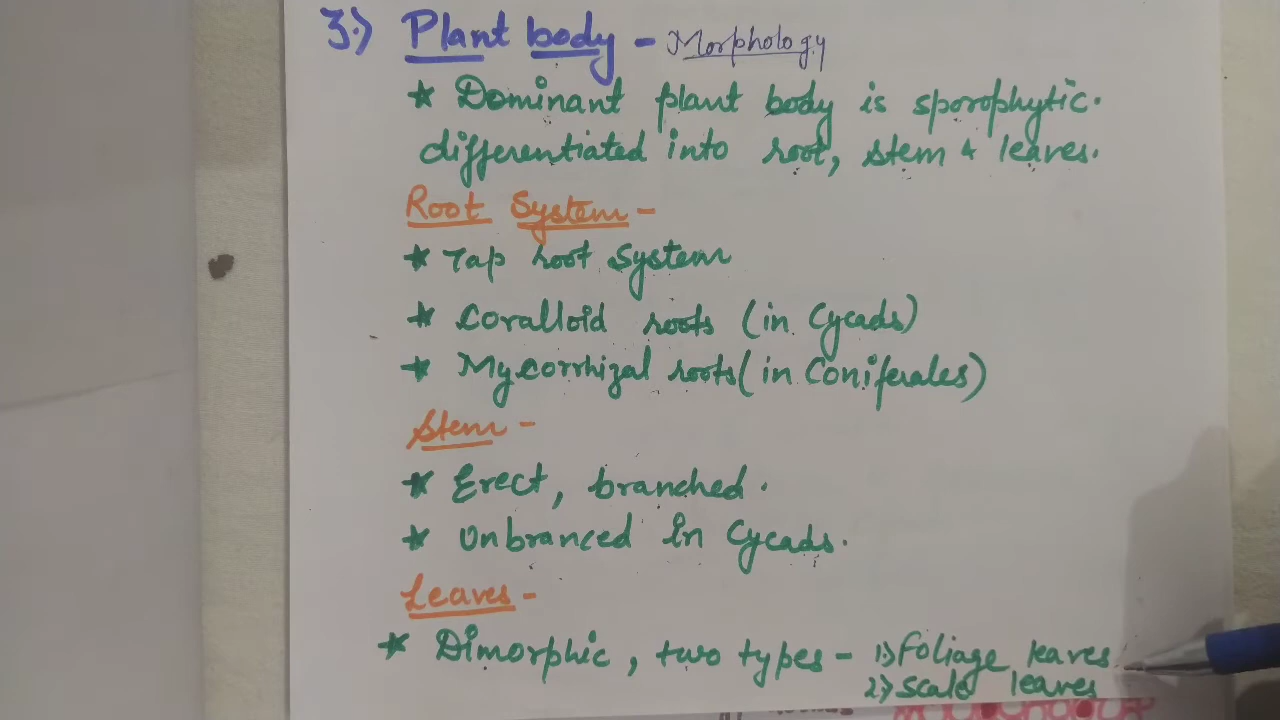 3.) Plant body - Morphology
* Dominant plant body is sporophytic.
differentiated into root, stem & leaves.
Root System -
* Tap root system
* Coralloid roots (in Cycads)
* Mycorrhizal roots (in Coniferales)
Stem -
* Erect, branched.
* Unbranced in Cycads.
Leaves -
* Dimorphic, two types - 1) Foliage leaves
2) Scale leaves